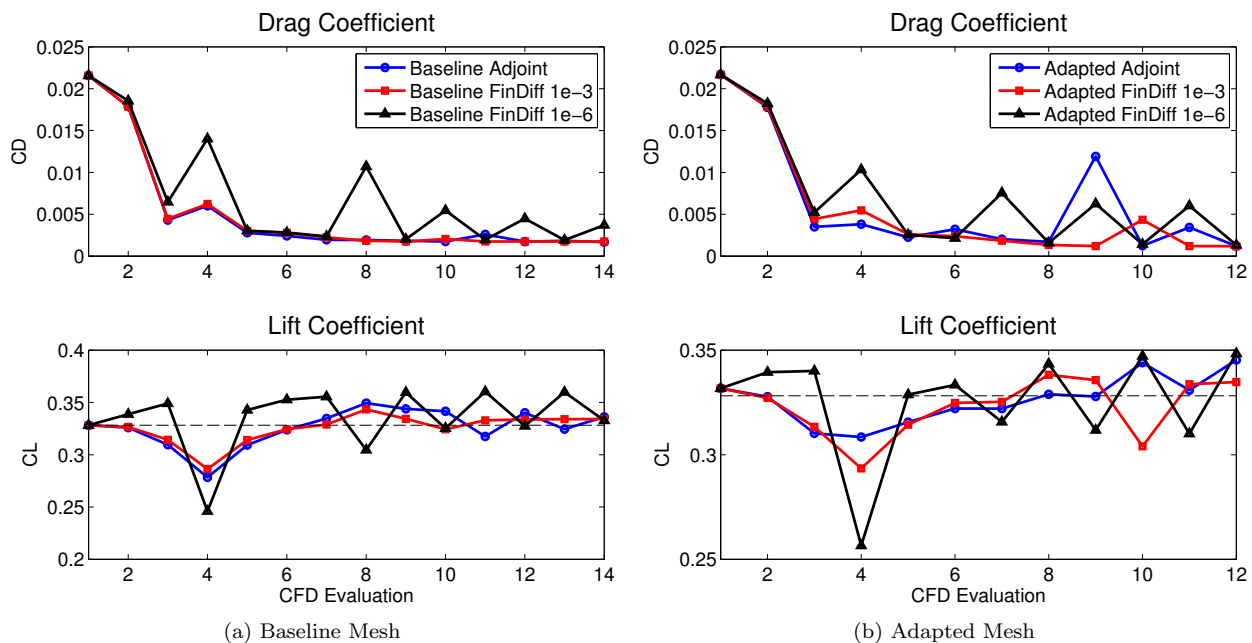 Drag Coefficient
0.025
0.02
0.015
0.01
0.005
0
CD
Baseline Adjoint
Baseline FinDiff 1e−3
Baseline FinDiff 1e−6
2 4 6 8 10 12 14
Lift Coefficient
0.4
0.35
0.3
0.25
0.2
CL
2 4 6 8 10 12 14
CFD Evaluation
(a) Baseline Mesh
Drag Coefficient
0.025
0.02
0.015
0.01
0.005
0
CD
Adapted Adjoint
Adapted FinDiff 1e−3
Adapted FinDiff 1e−6
2 4 6 8 10 12
Lift Coefficient
0.35
0.3
0.25
CL
2 4 6 8 10 12
CFD Evaluation
(b) Adapted Mesh